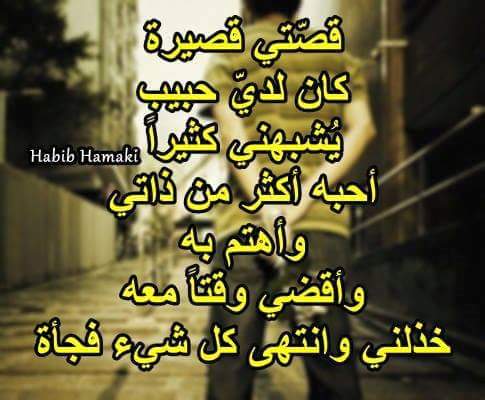 قصّتي قصيرة
كان لديّ حبيب
يُشبهني كثيراً
Habib Hamaki
أحبه أكثر من ذاتي
وأهتم به
وأقضي وقتاً معه
خذلني وانتهى كل شيء فجأة